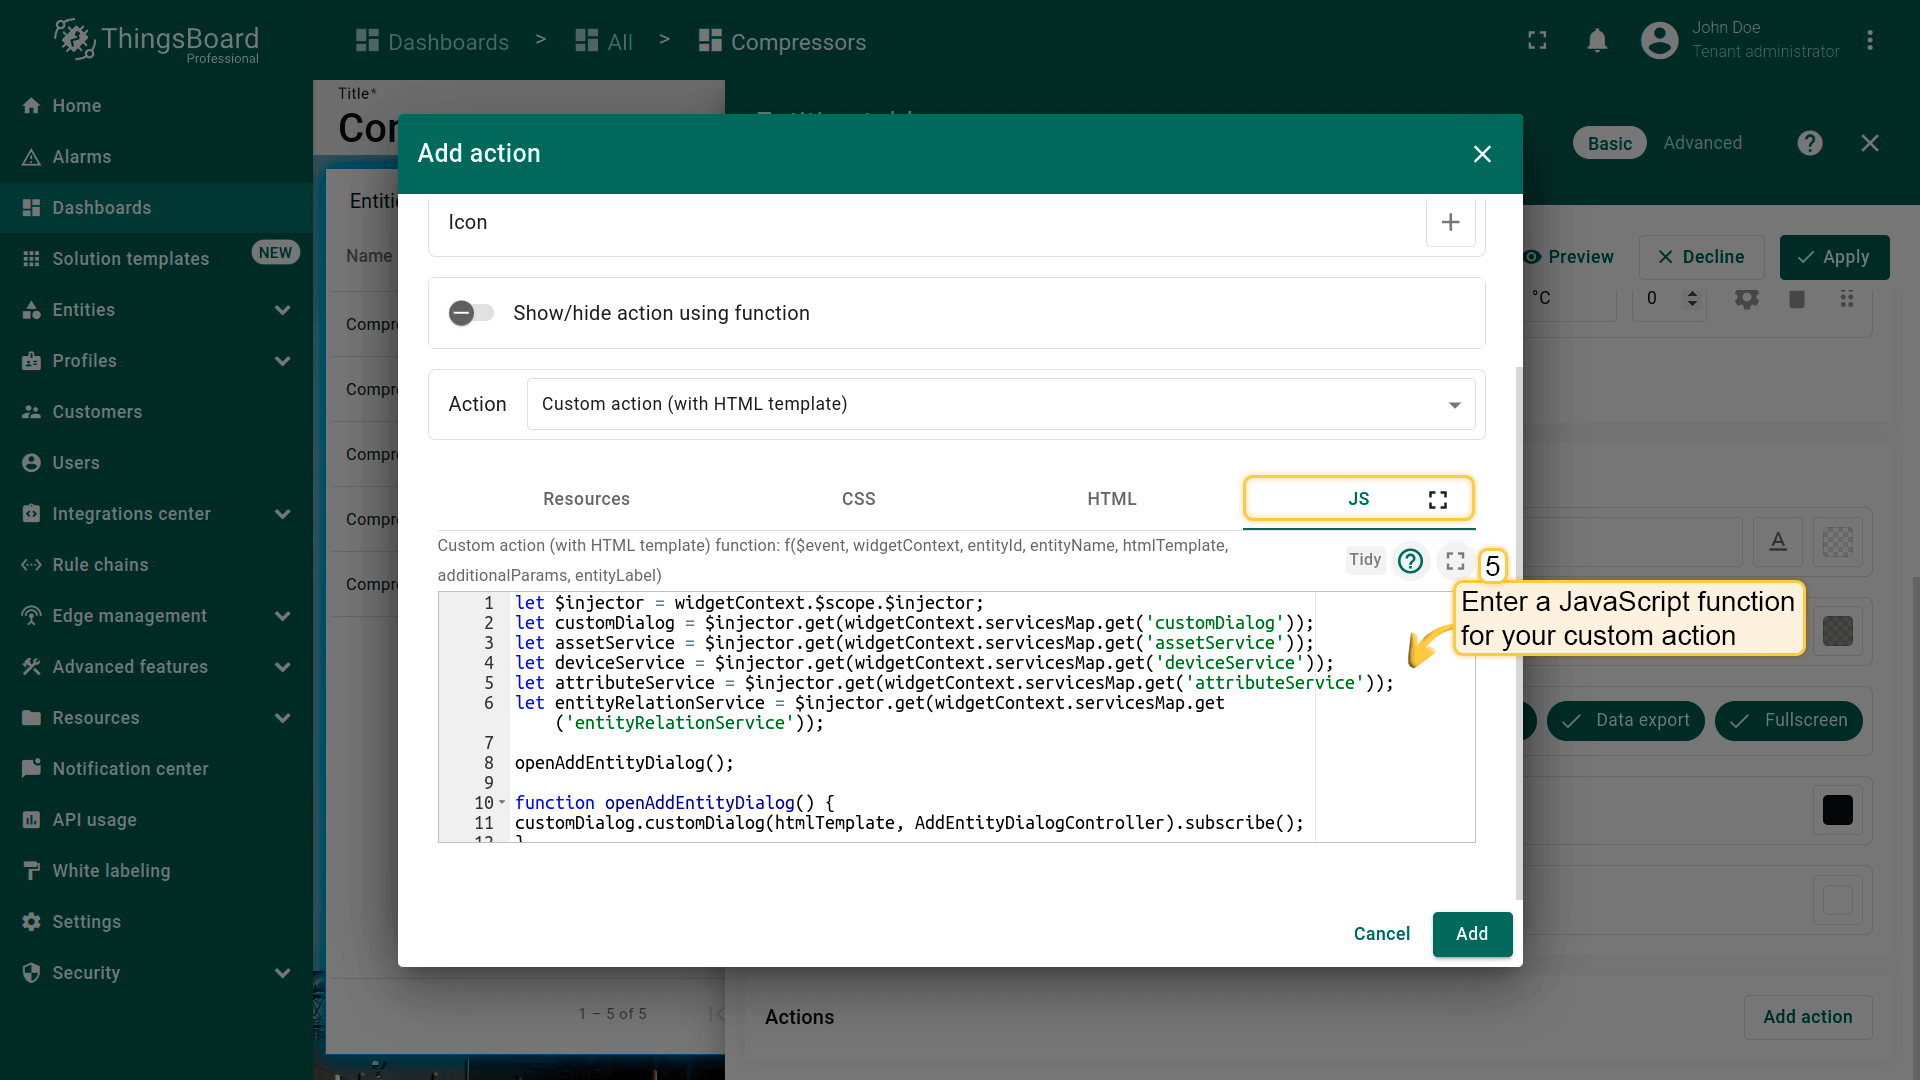 ThingsBoard
Professional
Dashboards > All > Compressors
John Doe
Tenant administrator
Home
Alarms
Dashboards
Solution templates NEW
Entities
Profiles
Customers
Users
Integrations center
Rule chains
Edge management
Advanced features
Resources
Notification center
API usage
White labeling
Settings
Security
Title*
Name
1 – 5 of 5
Basic Advanced
Preview Decline Apply
°C 0
Data export Fullscreen
Actions Add action
Add action
Icon
Show/hide action using function
Action Custom action (with HTML template)
Resources CSS HTML JS
Custom action (with HTML template) function: f($event, widgetContext, entityId, entityName, htmlTemplate,
additionalParams, entityLabel)
Tidy
5
Enter a JavaScript function
for your custom action
1 let $injector = widgetContext.$scope.$injector;
2 let customDialog = $injector.get(widgetContext.servicesMap.get('customDialog'));
3 let assetService = $injector.get(widgetContext.servicesMap.get('assetService'));
4 let deviceService = $injector.get(widgetContext.servicesMap.get('deviceService'));
5 let attributeService = $injector.get(widgetContext.servicesMap.get('attributeService'));
6 let entityRelationService = $injector.get(widgetContext.servicesMap.get
('entityRelationService'));
7
8 openAddEntityDialog();
9
10 function openAddEntityDialog() {
11 customDialog.customDialog(htmlTemplate, AddEntityDialogController).subscribe();
12 }
Cancel Add